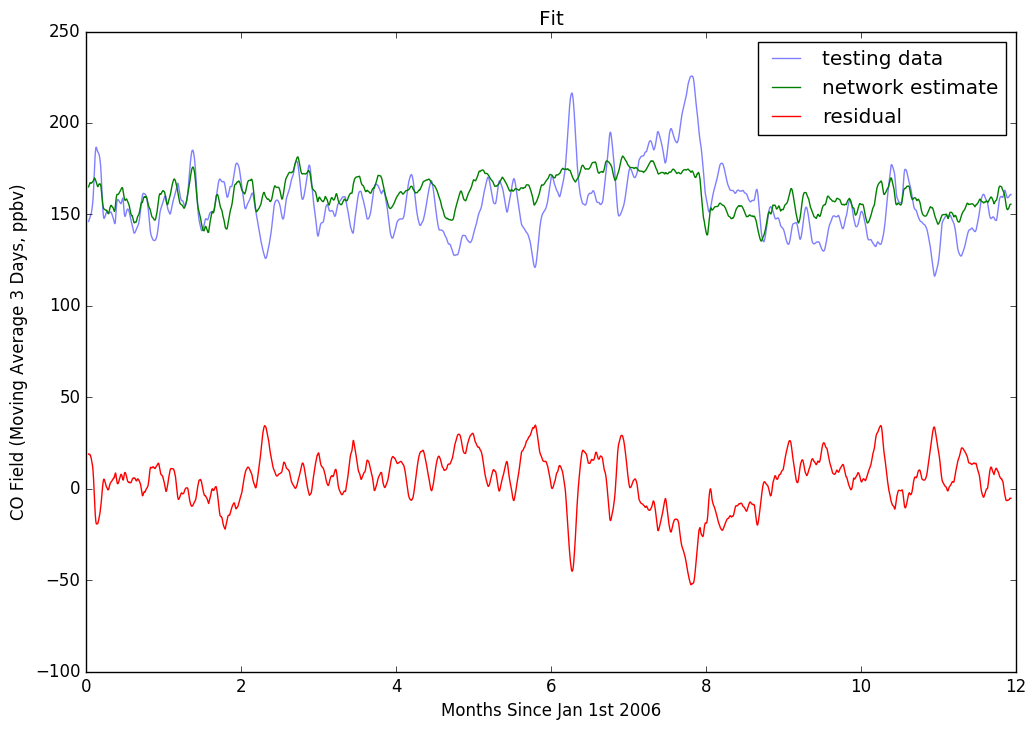 Fit
250
200
150
100
50
0
−50
−100
CO Field (Moving Average 3 Days, ppbv)
testing data
network estimate
residual
0 2 4 6 8 10 12
Months Since Jan 1st 2006